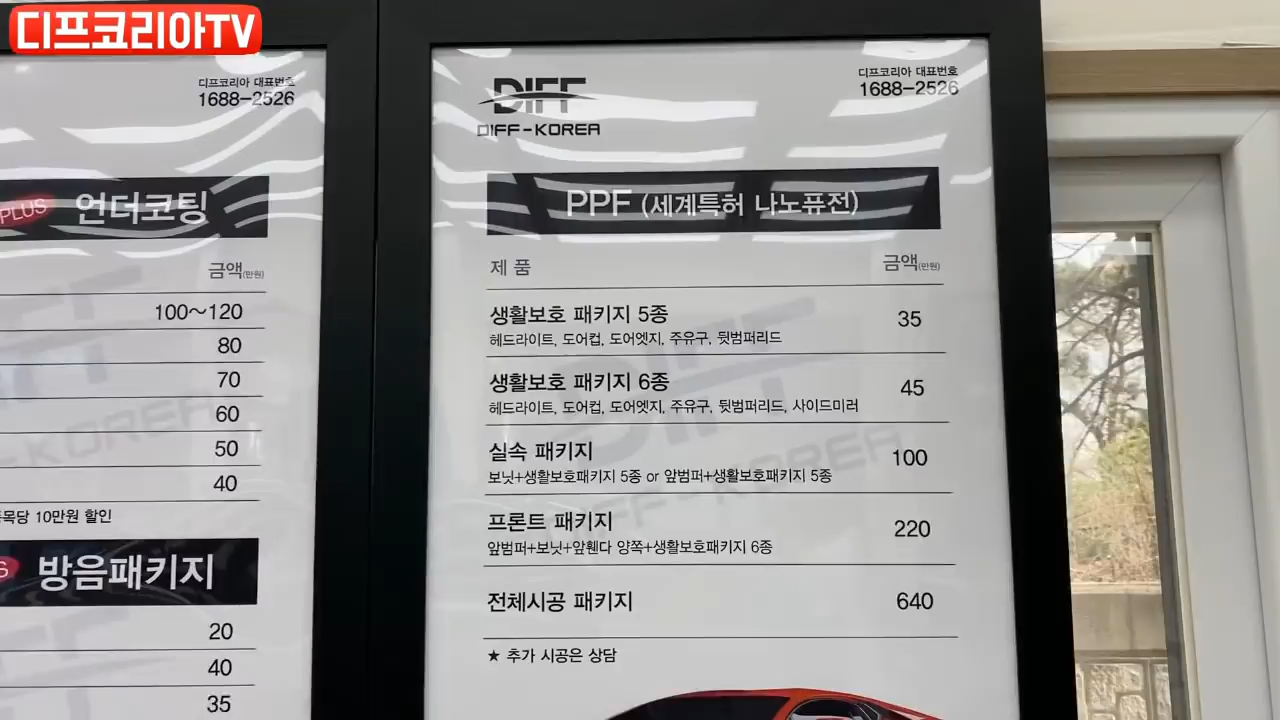 디프코리아TV
디프코리아 대표번호
1688-2526
PLUS 언더코팅
금액(만원)
100~120
80
70
60
50
40
목당 10만원 할인
방음패키지
20
40
35
DIFF
DIFF-KOREA
디프코리아 대표번호
1688-2526
PPF (세계특허 나노퓨전)
제 품 금액(만원)
생활보호 패키지 5종 35
헤드라이트, 도어컵, 도어엣지, 주유구, 뒷범퍼리드
생활보호 패키지 6종 45
헤드라이트, 도어컵, 도어엣지, 주유구, 뒷범퍼리드, 사이드미러
실속 패키지 100
보닛+생활보호패키지 5종 or 앞범퍼+생활보호패키지 5종
프론트 패키지 220
앞범퍼+보닛+앞휀다 양쪽+생활보호패키지 6종
전체시공 패키지 640
★ 추가 시공은 상담